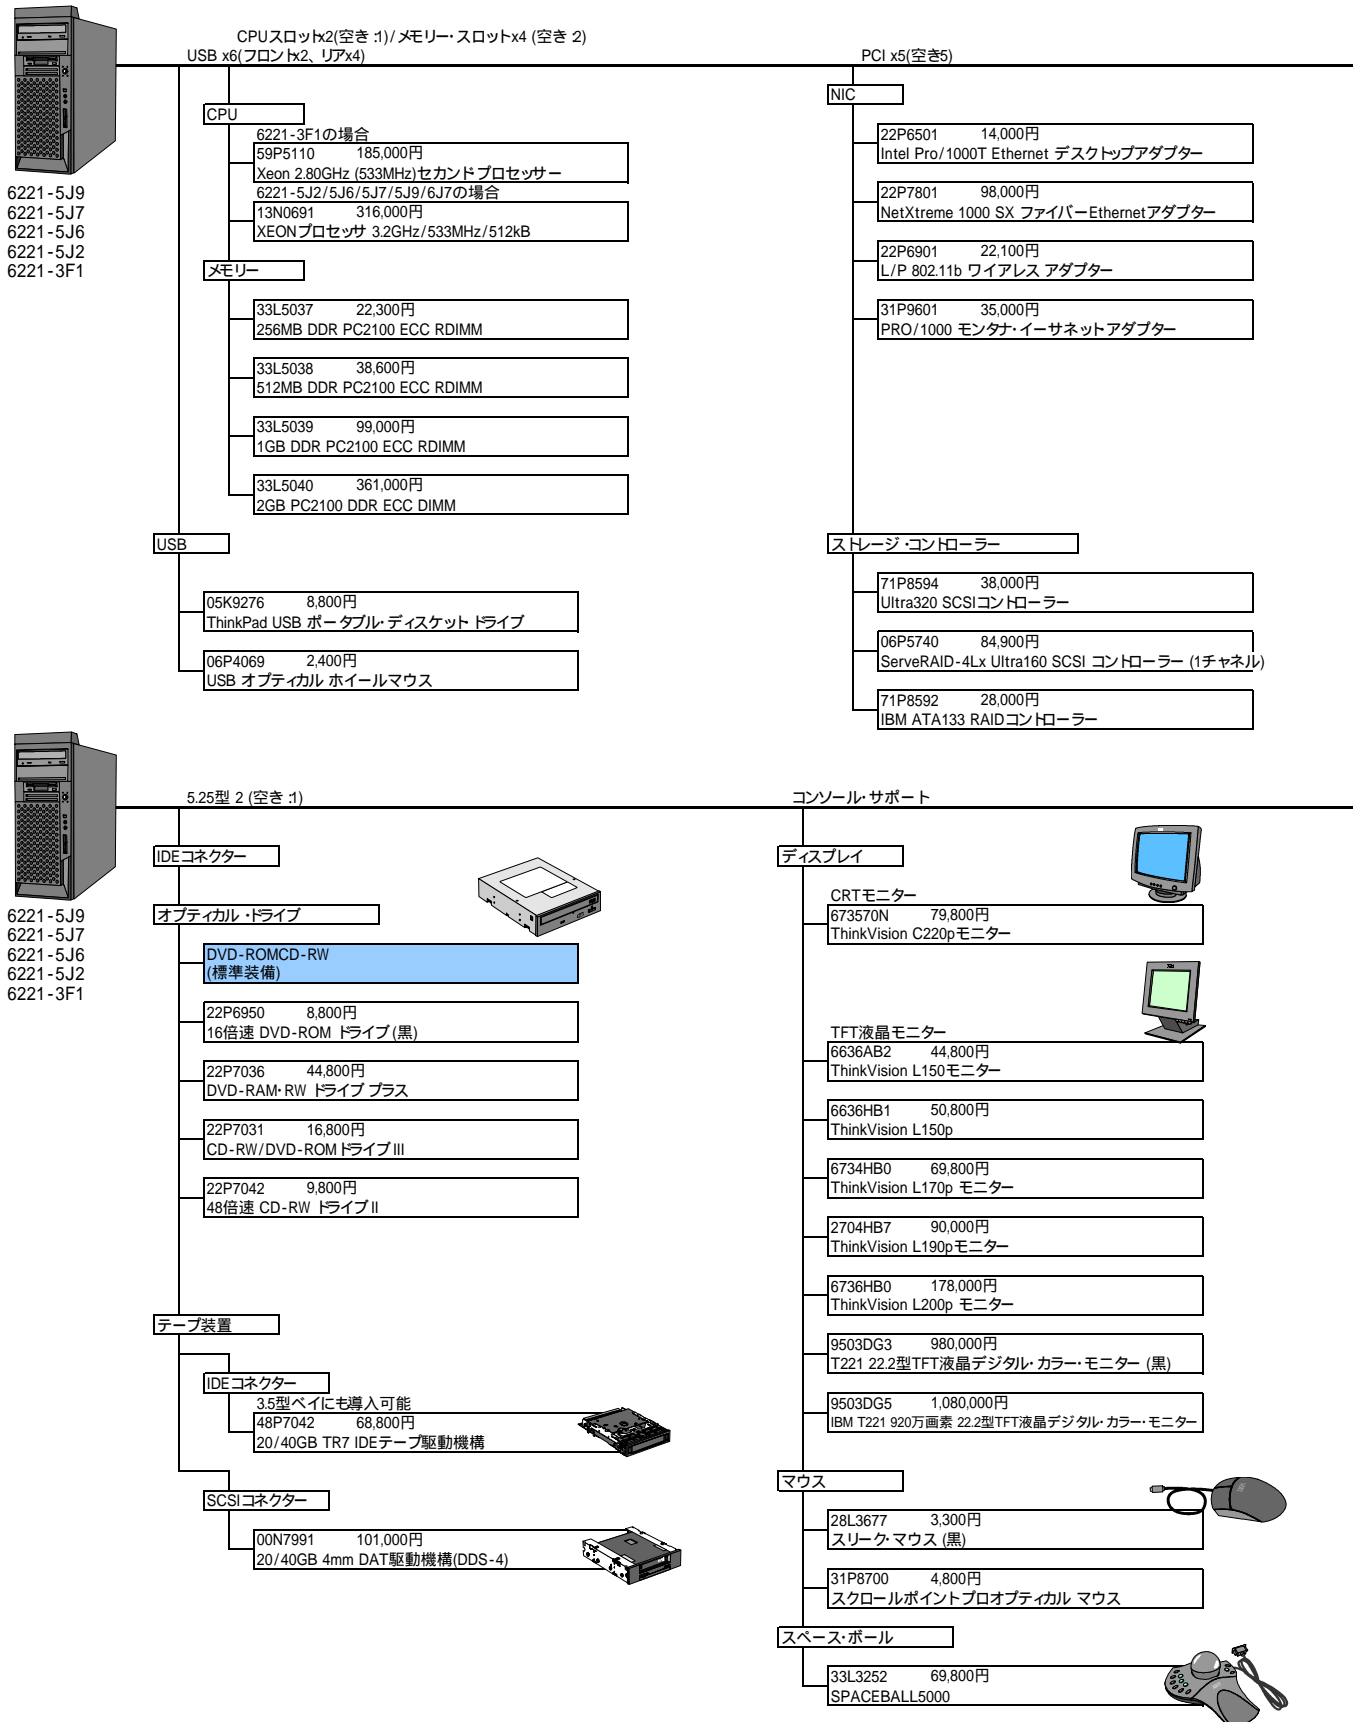 CPUスロットx2(空き:1)/メモリー・スロットx4 (空き2)
USB x6(フロントx2、リアx4)
PCI x5(空き5)
6221-5J9
6221-5J7
6221-5J6
6221-5J2
6221-3F1
CPU
6221-3F1の場合
59P5110 185,000円
Xeon 2.80GHz (533MHz)セカンドプロセッサー
6221-5J2/5J6/5J7/5J9/6J7の場合
13N0691 316,000円
XEONプロセッサ 3.2GHz/533MHz/512kB
メモリー
33L5037 22,300円
256MB DDR PC2100 ECC RDIMM
33L5038 38,600円
512MB DDR PC2100 ECC RDIMM
33L5039 99,000円
1GB DDR PC2100 ECC RDIMM
33L5040 361,000円
2GB PC2100 DDR ECC DIMM
USB
05K9276 8,800円
ThinkPad USB ポータブル・ディスケットドライブ
06P4069 2,400円
USB オプティカル ホイールマウス
NIC
22P6501 14,000円
Intel Pro/1000T Ethernet デスクトップアダプター
22P7801 98,000円
NetXtreme 1000 SX ファイバーEthernetアダプター
22P6901 22,100円
L/P 802.11b ワイアレス アダプター
31P9601 35,000円
PRO/1000 モンタナ・イーサネットアダプター
ストレージ・コントローラー
71P8594 38,000円
Ultra320 SCSIコントローラー
06P5740 84,900円
ServeRAID-4Lx Ultra160 SCSI コントローラー (1チャネル)
71P8592 28,000円
IBM ATA133 RAIDコントローラー
5.25型 2 (空き:1)
コンソール・サポート
6221-5J9
6221-5J7
6221-5J6
6221-5J2
6221-3F1
IDEコネクター
オプティカル・ドライブ
DVD-ROMCD-RW
(標準装備)
22P6950 8,800円
16倍速 DVD-ROM ドライブ(黒)
22P7036 44,800円
DVD-RAM・RW ドライブ プラス
22P7031 16,800円
CD-RW/DVD-ROMドライブIII
22P7042 9,800円
48倍速 CD-RW ドライブII
テープ装置
IDEコネクター
3.5型ベイにも導入可能
48P7042 68,800円
20/40GB TR7 IDEテープ駆動機構
SCSIコネクター
00N7991 101,000円
20/40GB 4mm DAT駆動機構(DDS-4)
ディスプレイ
CRTモニター
673570N 79,800円
ThinkVision C220pモニター
TFT液晶モニター
6636AB2 44,800円
ThinkVision L150モニター
6636HB1 50,800円
ThinkVision L150p
6734HB0 69,800円
ThinkVision L170p モニター
2704HB7 90,000円
ThinkVision L190pモニター
6736HB0 178,000円
ThinkVision L200p モニター
9503DG3 980,000円
T221 22.2型TFT液晶デジタル・カラー・モニター (黒)
9503DG5 1,080,000円
IBM T221 920万画素 22.2型TFT液晶デジタル・カラー・モニター
マウス
28L3677 3,300円
スリーク・マウス (黒)
31P8700 4,800円
スクロールポイントプロオプティカル マウス
スペース・ボール
33L3252 69,800円
SPACEBALL5000